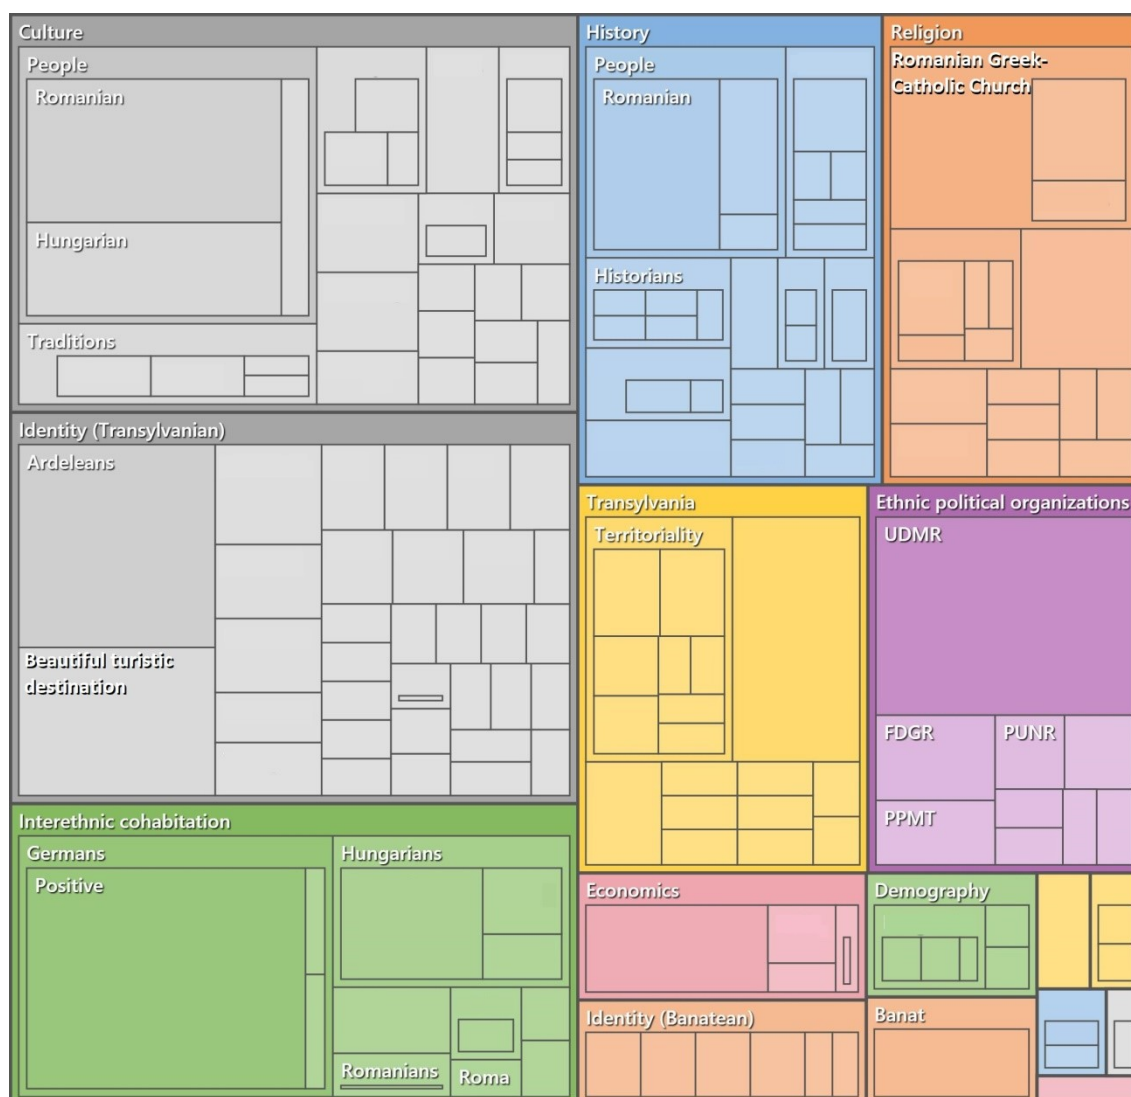 Culture
People
Romanian
Hungarian
Traditions
Identity (Transylvanian)
Ardeleans
Beautiful turistic
destination
Interethnic cohabitation
Germans
Positive
Hungarians
Romanians
Roma
History
People
Romanian
Historians
Religion
Romanian Greek-
Catholic Church
Transylvania
Territoriality
Ethnic political organizations
UDMR
FDGR
PUNR
PPMT
Economics
Demography
Identity (Banatean)
Banat